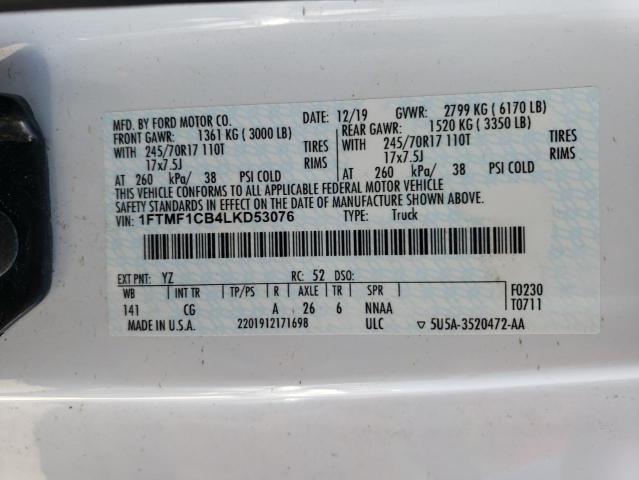 MFD. BY FORD MOTOR CO. DATE: 12/19 GVWR: 2799 KG ( 6170 LB)
FRONT GAWR: 1361 KG ( 3000 LB) REAR GAWR: 1520 KG ( 3350 LB)
WITH 245/70R17 110T TIRES WITH 245/70R17 110T TIRES
17x7.5J RIMS 17x7.5J RIMS
AT 260 kPa/ 38 PSI COLD AT 260 kPa/ 38 PSI COLD
THIS VEHICLE CONFORMS TO ALL APPLICABLE FEDERAL MOTOR VEHICLE
SAFETY STANDARDS IN EFFECT ON THE DATE OF MANUFACTURE SHOWN ABOVE.
VIN: 1FTMF1CB4LKD53076 TYPE: Truck
EXT PNT: YZ RC: 52 DSO:
WB INT TR TP/PS R AXLE TR SPR F0230
141 CG A 26 6 NNAA T0711
MADE IN U.S.A. 2201912171698 ULC ▽ 5U5A-3520472-AA